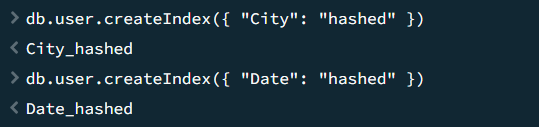 > db.user.createIndex({ "City": "hashed" })
< City_hashed
> db.user.createIndex({ "Date": "hashed" })
< Date_hashed